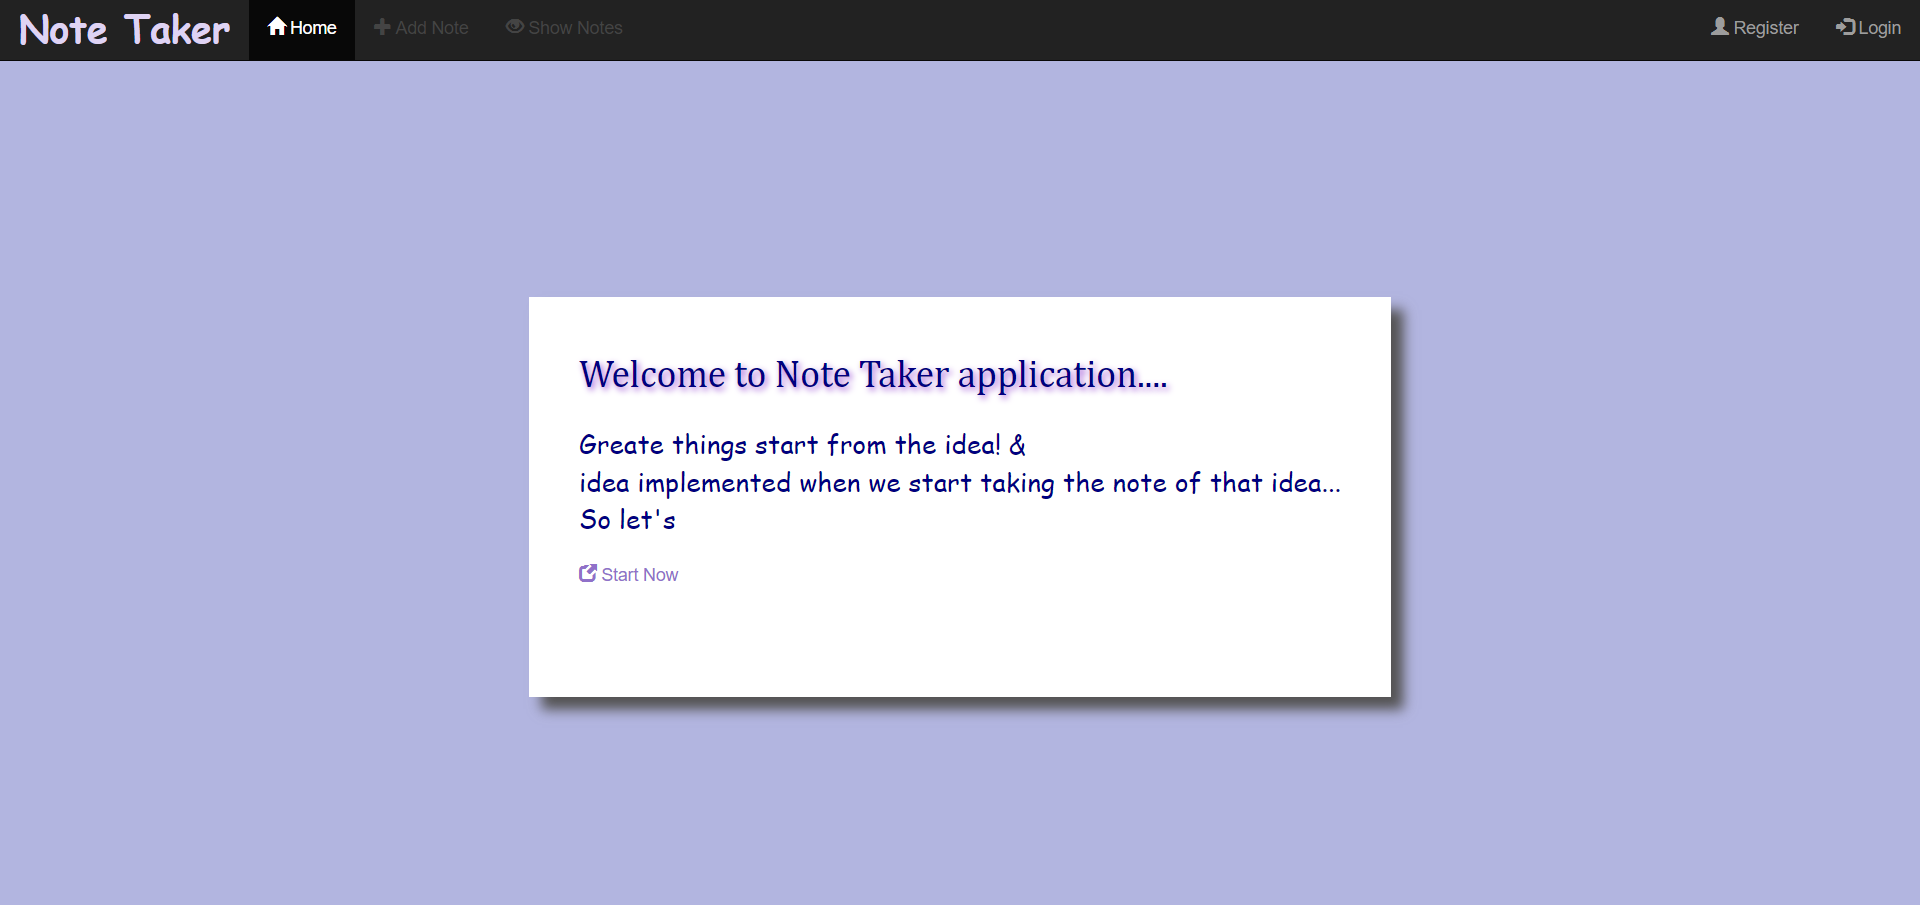 Note Taker
Home
Add Note
Show Notes
Register
Login
Welcome to Note Taker application....
Greate things start from the idea! &
idea implemented when we start taking the note of that idea...
So let's
Start Now